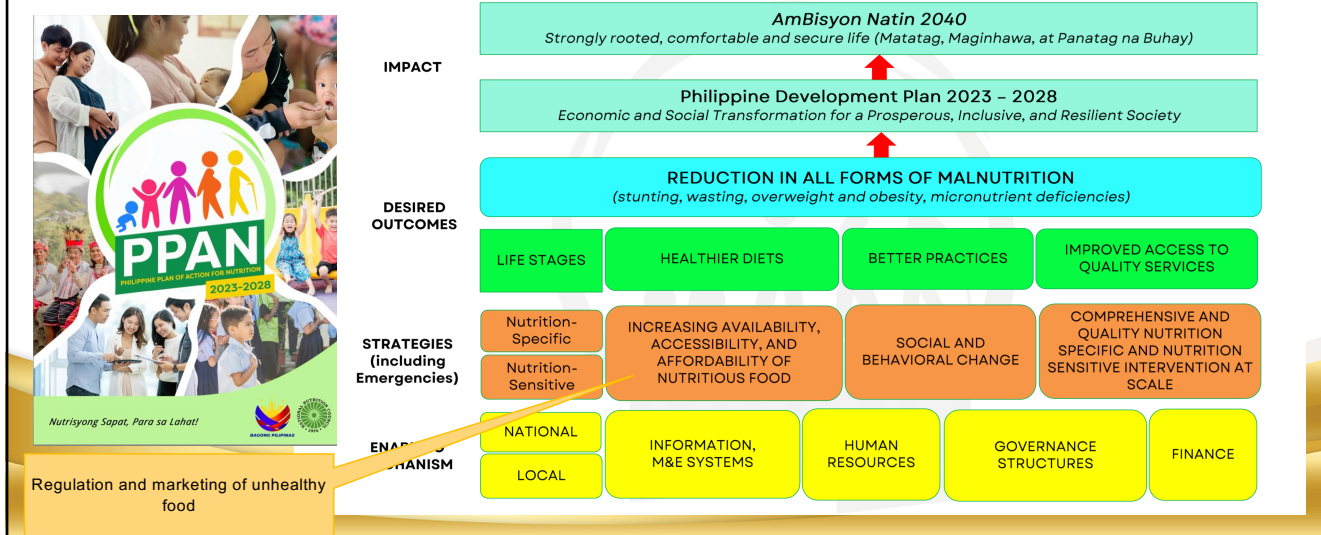 AmBisyon Natin 2040
Strongly rooted, comfortable and secure life (Matatag, Maginhawa, at Panatag na Buhay)
IMPACT
Philippine Development Plan 2023 – 2028
Economic and Social Transformation for a Prosperous, Inclusive, and Resilient Society
DESIRED
OUTCOMES
REDUCTION IN ALL FORMS OF MALNUTRITION
(stunting, wasting, overweight and obesity, micronutrient deficiencies)
LIFE STAGES
HEALTHIER DIETS
BETTER PRACTICES
IMPROVED ACCESS TO
QUALITY SERVICES
STRATEGIES
(including
Emergencies)
Nutrition-
Specific
Nutrition-
Sensitive
INCREASING AVAILABILITY,
ACCESSIBILITY, AND
AFFORDABILITY OF
NUTRITIOUS FOOD
SOCIAL AND
BEHAVIORAL CHANGE
COMPREHENSIVE AND
QUALITY NUTRITION
SPECIFIC AND NUTRITION
SENSITIVE INTERVENTION AT
SCALE
NATIONAL
LOCAL
INFORMATION,
M&E SYSTEMS
HUMAN
RESOURCES
GOVERNANCE
STRUCTURES
FINANCE
PPAN
PHILIPPINE PLAN OF ACTION FOR NUTRITION
2023-2028
Nutrisyong Sapat, Para sa Lahat!
BAGONG PILIPINAS
Regulation and marketing of unhealthy
food